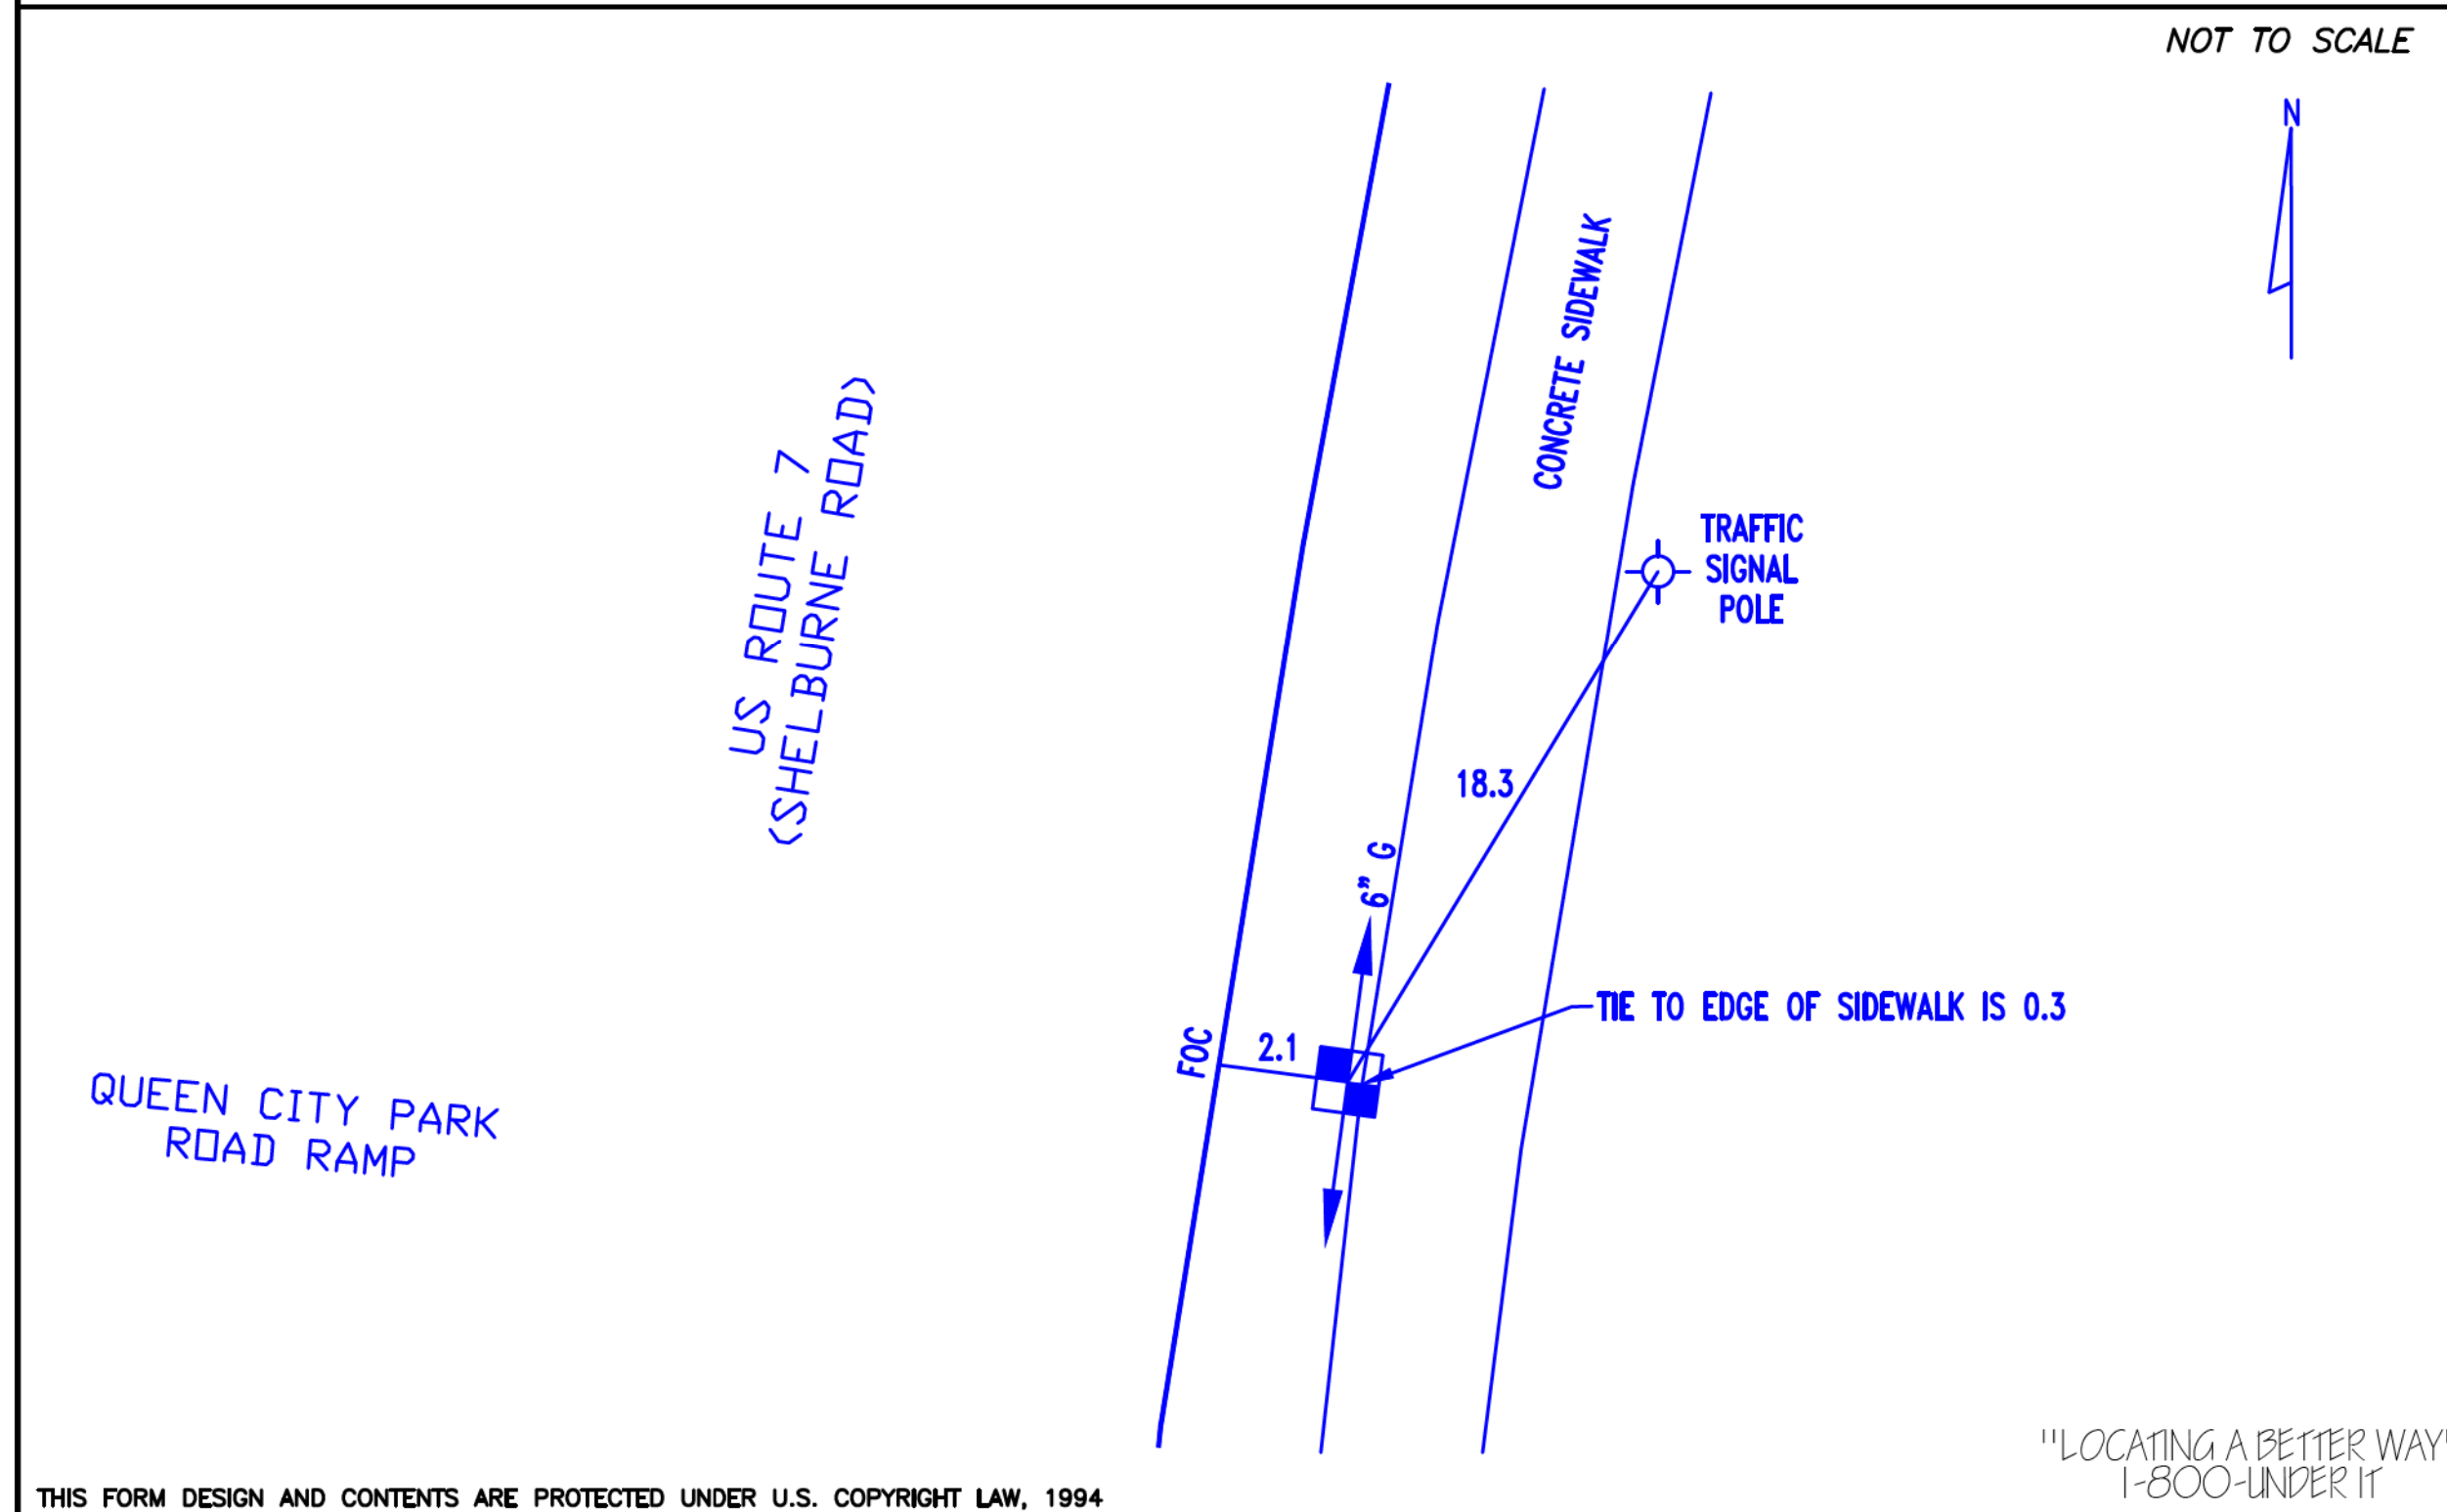 NOT TO SCALE
N
CONCRETE SIDEWALK
US ROUTE 7
(SHELBURNE ROAD)
TRAFFIC
SIGNAL
POLE
18.3
6" G
TIE TO EDGE OF SIDEWALK IS 0.3
FOC
2.1
QUEEN CITY PARK
ROAD RAMP
"LOCATING A BETTER WAY"
1-800-UNDER IT
THIS FORM DESIGN AND CONTENTS ARE PROTECTED UNDER U.S. COPYRIGHT LAW, 1994